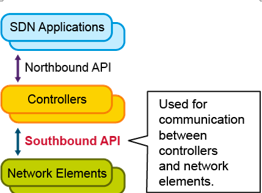 SDN Applications
Northbound API
Controllers
Southbound API
Network Elements
Used for
communication
between
controllers
and network
elements.